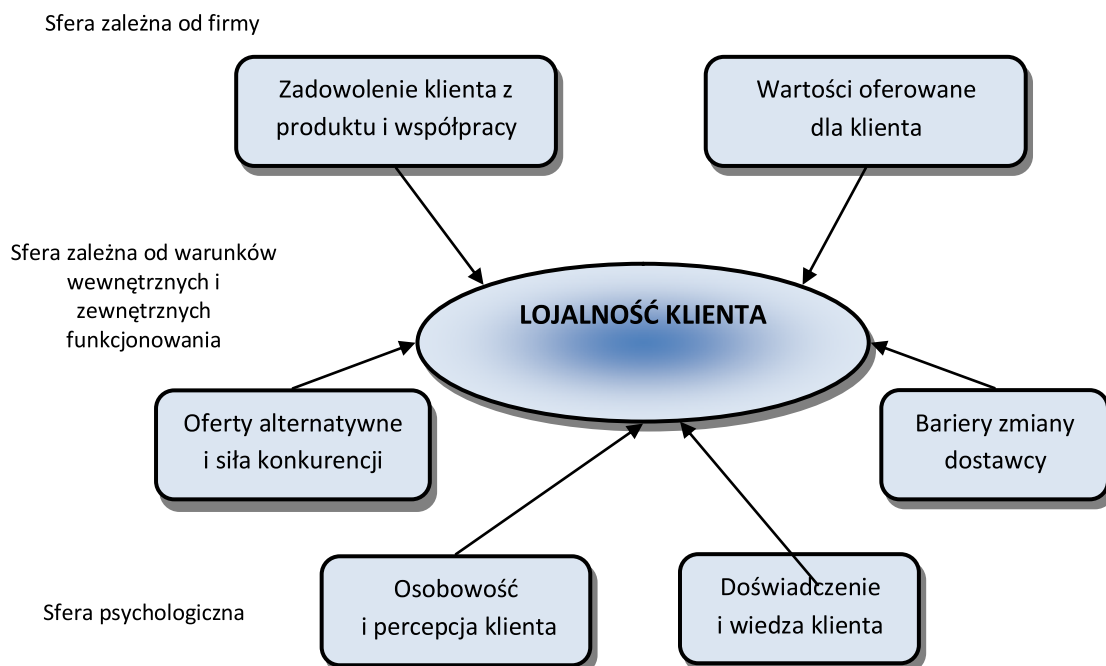 Sfera zależna od firmy
Zadowolenie klienta z
produktu i współpracy
Wartości oferowane
dla klienta
Sfera zależna od warunków
wewnętrznych i
zewnętrznych
funkcjonowania
LOJALNOŚĆ KLIENTA
Oferty alternatywne
i siła konkurencji
Bariery zmiany
dostawcy
Osobowość
i percepcja klienta
Doświadczenie
i wiedza klienta
Sfera psychologiczna